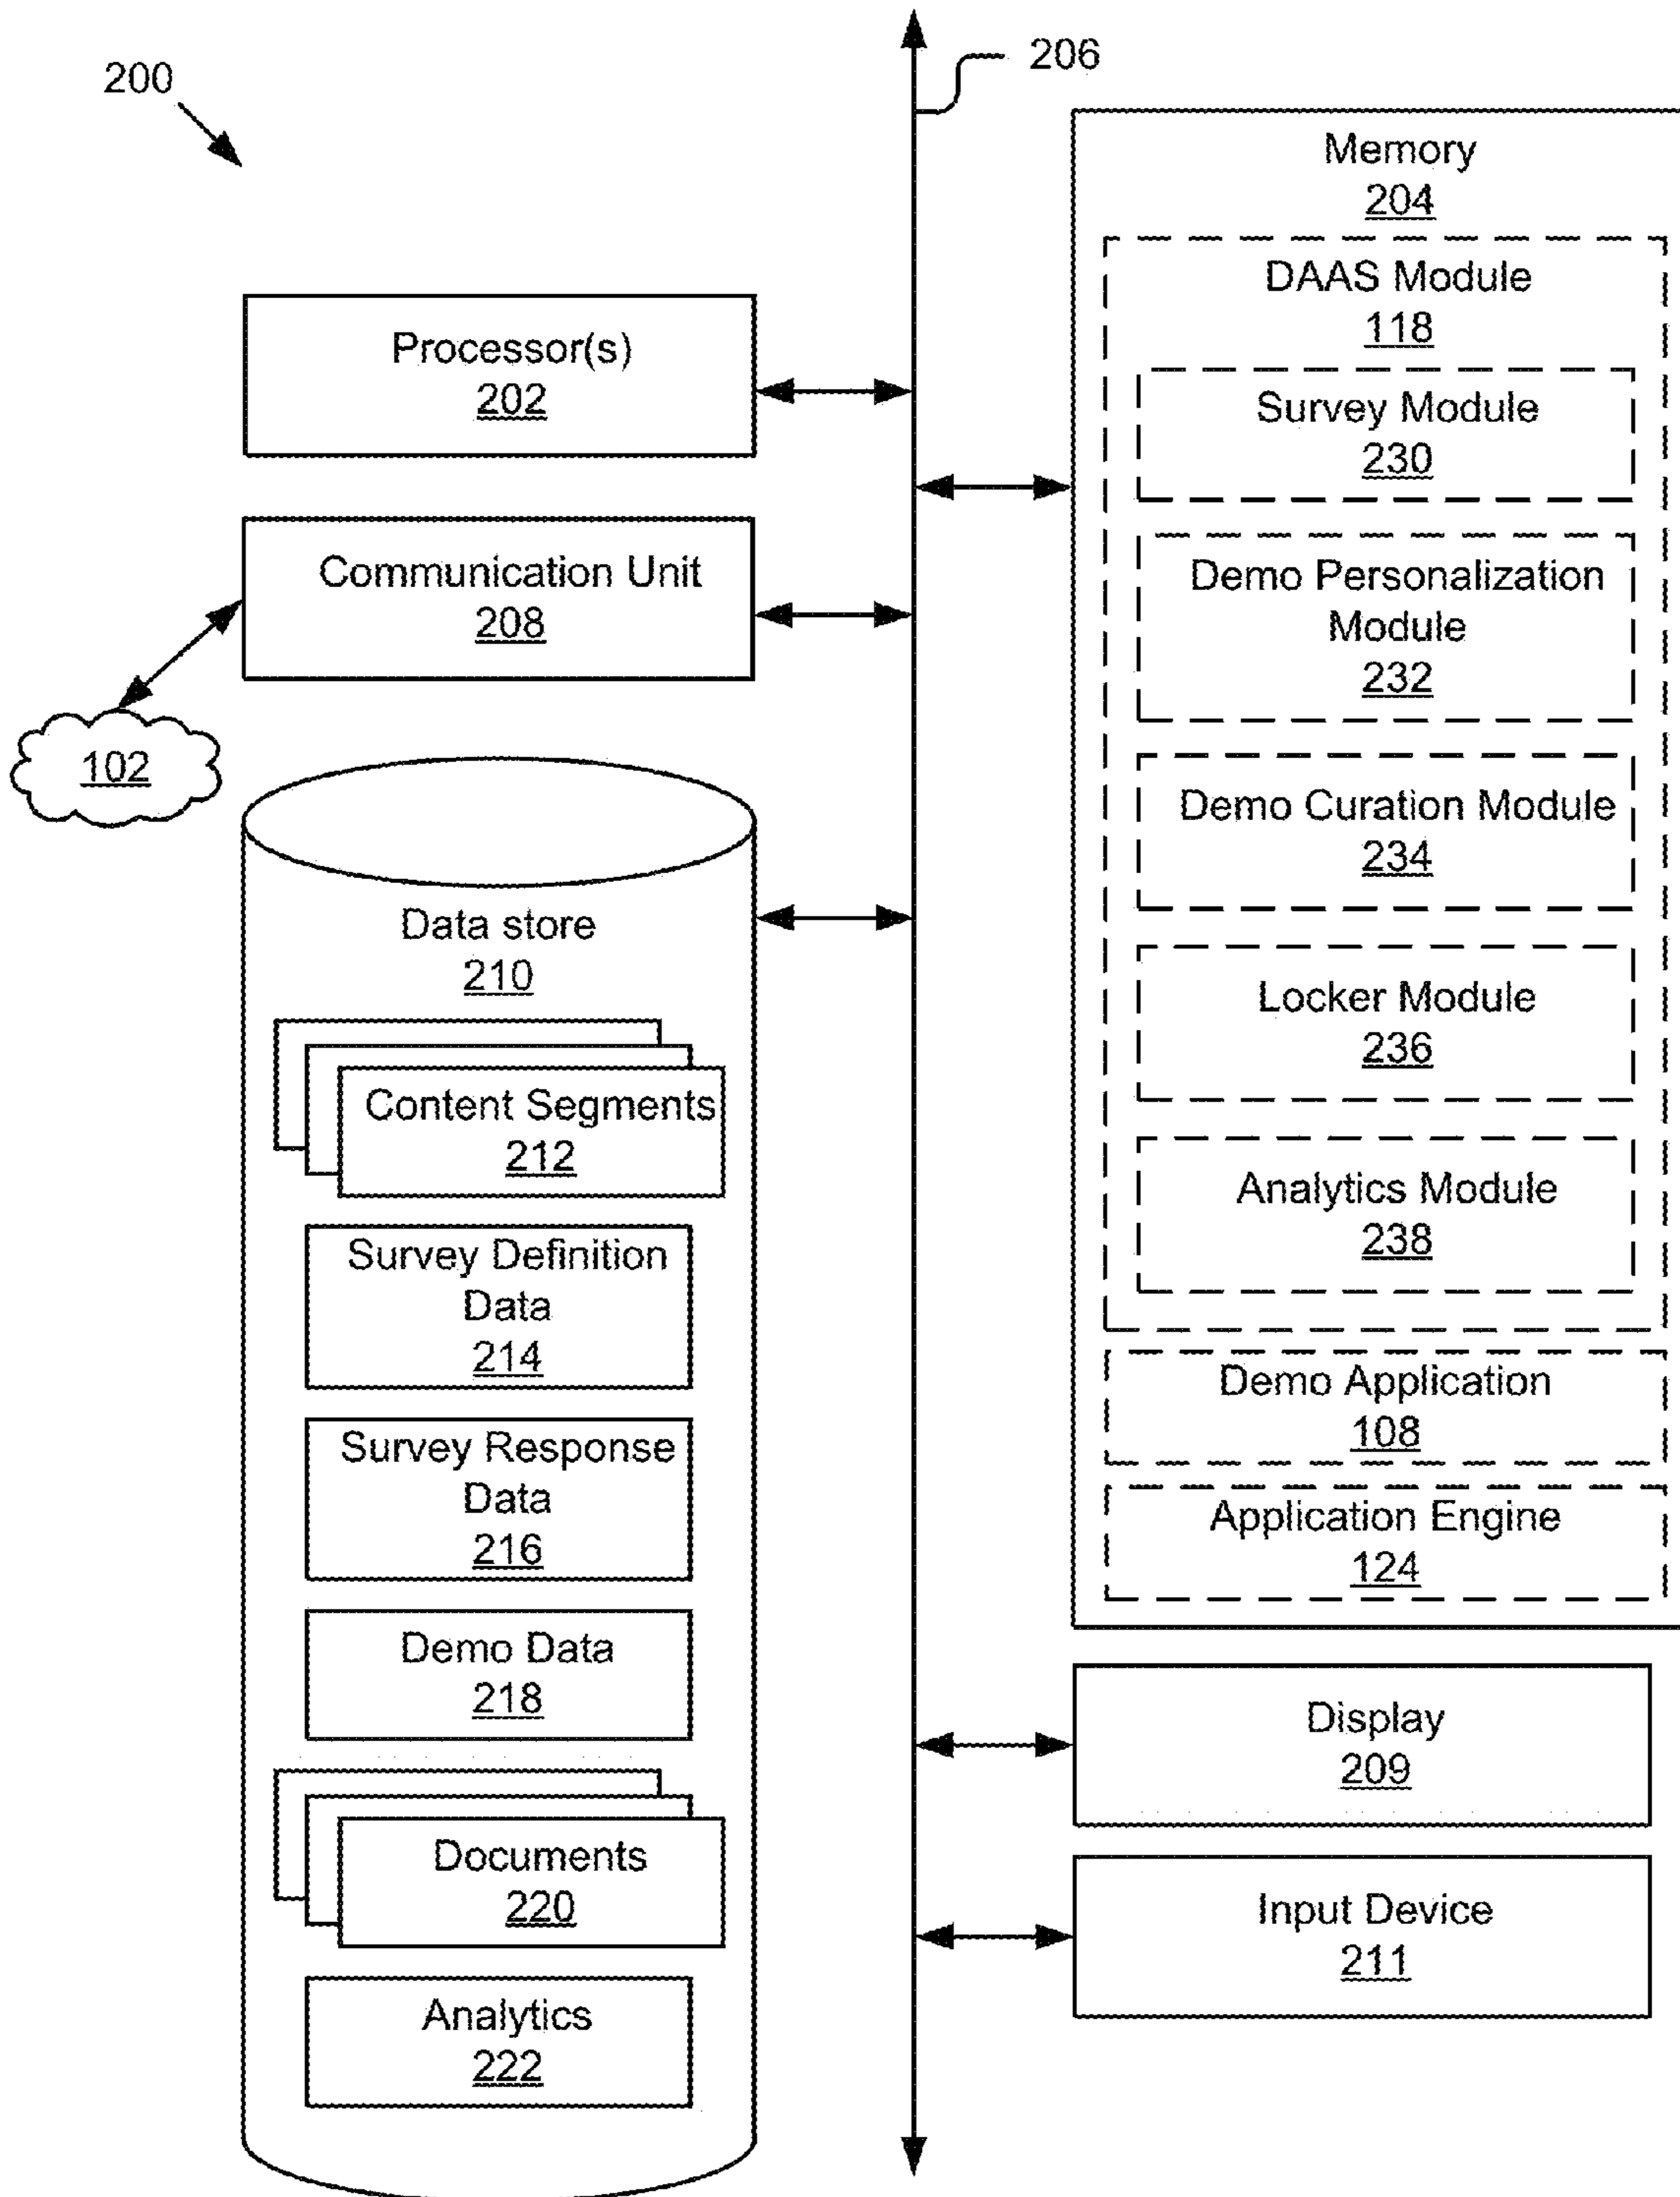 200
206
Processor(s)
202
Communication Unit
208
102
Data store
210
Content Segments
212
Survey Definition
Data
214
Survey Response
Data
216
Demo Data
218
Documents
220
Analytics
222
Memory
204
DAAS Module
118
Survey Module
230
Demo Personalization
Module
232
Demo Curation Module
234
Locker Module
236
Analytics Module
238
Demo Application
108
Application Engine
124
Display
209
Input Device
211